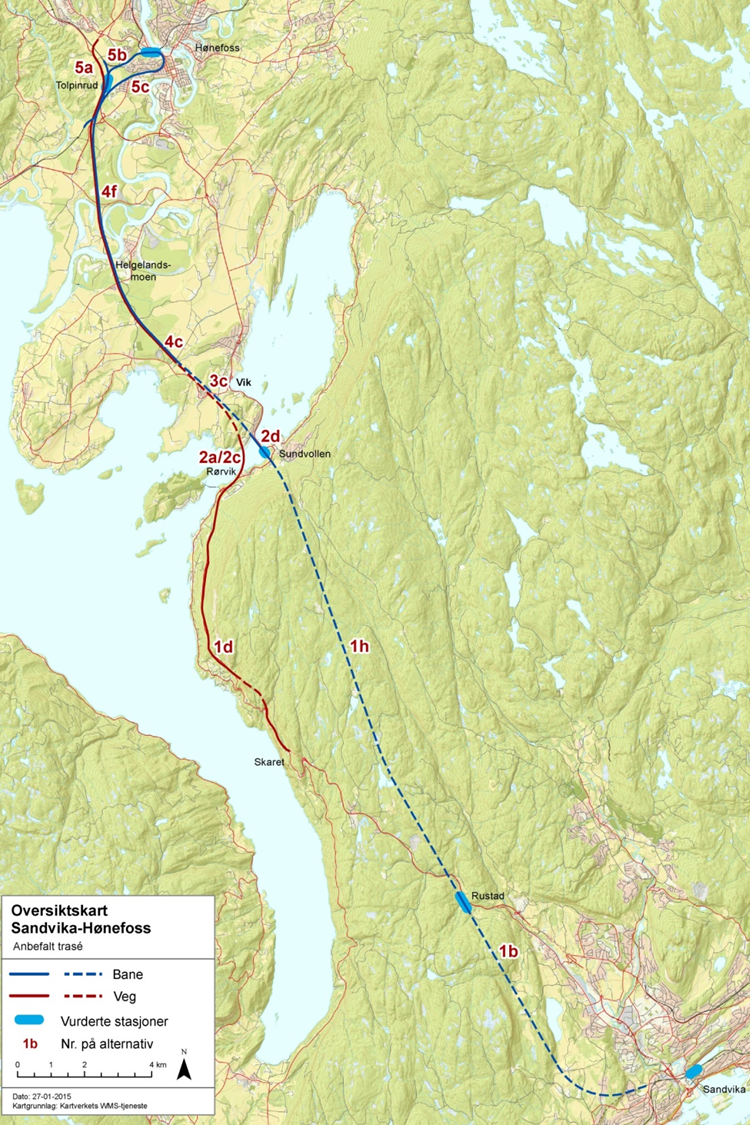 Hønefoss
5b
5a
Tolpinrud
5c
4f
Helgelands-
moen
4c
3c
Vik
2d
Sundvollen
2a/2c
Rørvik
1d
1h
Skaret
Rustad
1b
Sandvika
Oversiktskart
Sandvika-Hønefoss
Anbefalt trasé
Bane
Veg
Vurderte stasjoner
1b Nr. på alternativ
N
0 1 2 4 km
Dato: 27-01-2015
Kartgrunnlag: Kartverkets WMS-tjeneste